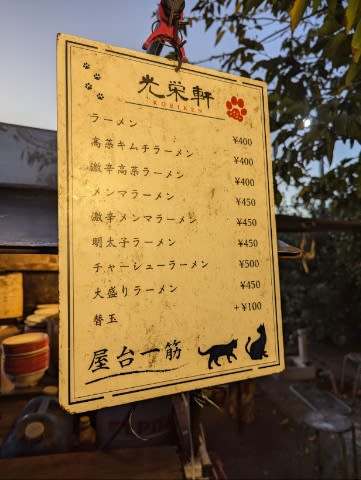 光栄軒
KOEIKEN
ラーメン ¥400
高菜キムチラーメン ¥400
激辛高菜ラーメン ¥400
メンマラーメン ¥450
激辛メンマラーメン ¥450
明太子ラーメン ¥450
チャーシューラーメン ¥500
大盛りラーメン ¥450
替玉 +¥100
屋台一筋